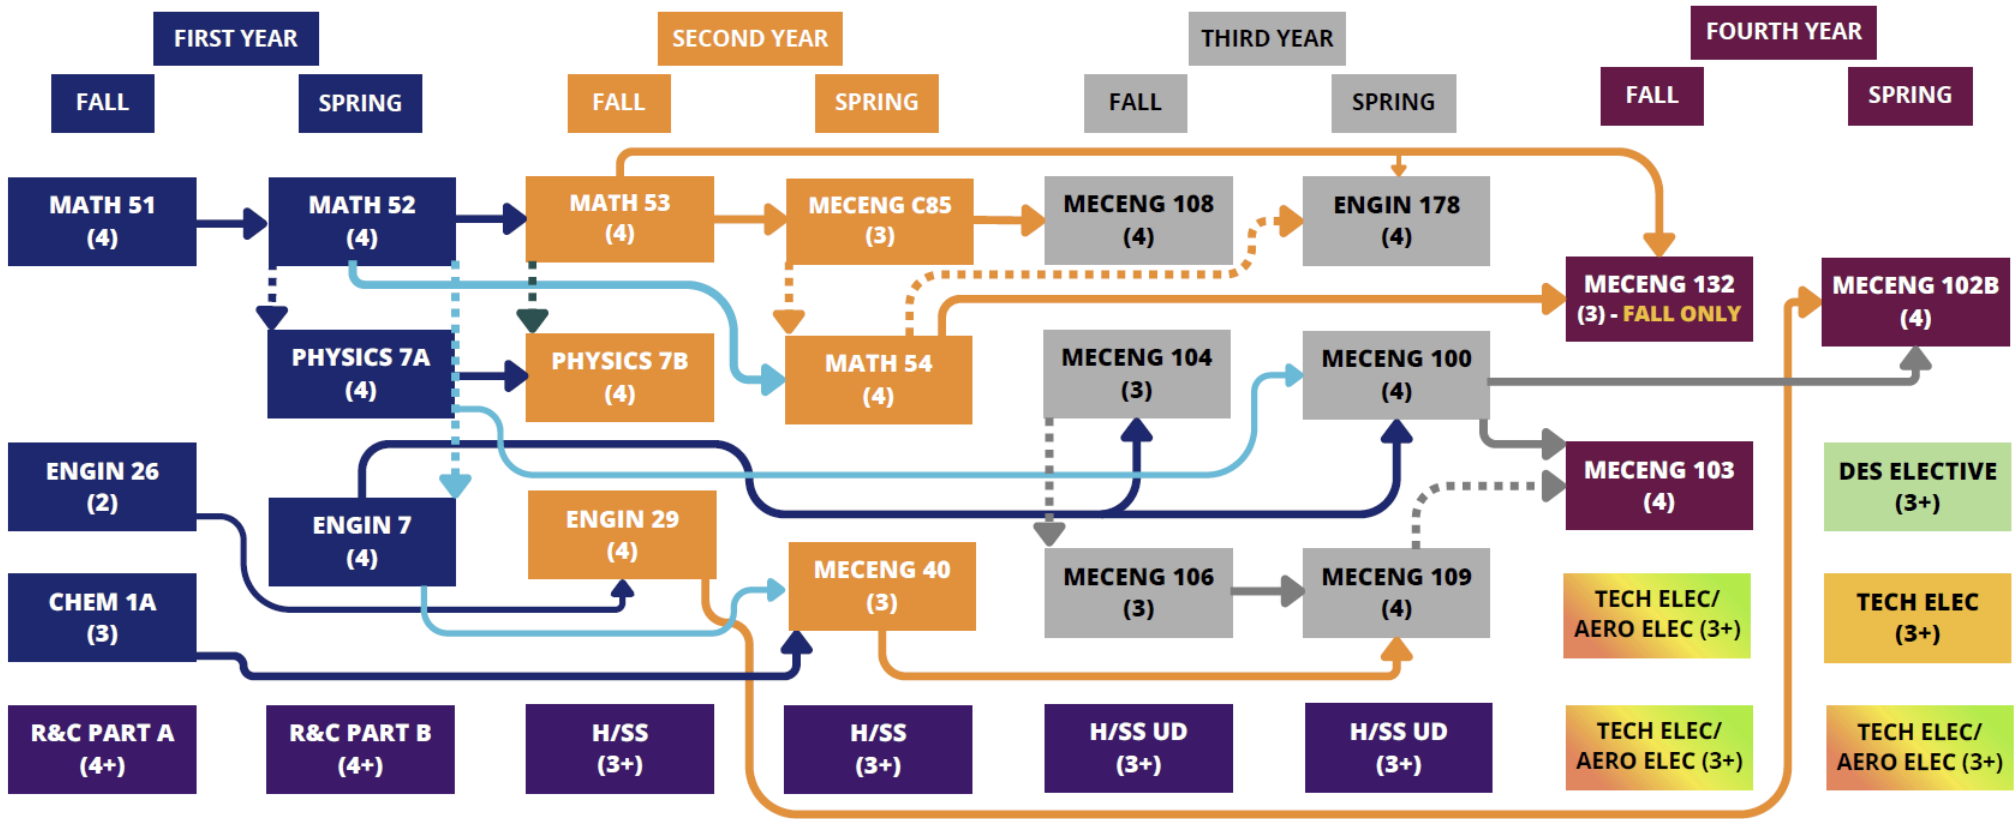 FIRST YEAR
SECOND YEAR
THIRD YEAR
FOURTH YEAR
FALL
SPRING
FALL
SPRING
FALL
SPRING
FALL
SPRING
MATH 51
(4)
MATH 52
(4)
MATH 53
(4)
MECENG C85
(3)
MECENG 108
(4)
ENGIN 178
(4)
MECENG 132
(3) - FALL ONLY
MECENG 102B
(4)
PHYSICS 7A
(4)
PHYSICS 7B
(4)
MATH 54
(4)
MECENG 104
(3)
MECENG 100
(4)
ENGIN 26
(2)
ENGIN 7
(4)
ENGIN 29
(4)
MECENG 103
(4)
DES ELECTIVE
(3+)
CHEM 1A
(3)
MECENG 40
(3)
MECENG 106
(3)
MECENG 109
(4)
TECH ELEC/
AERO ELEC (3+)
TECH ELEC
(3+)
R&C PART A
(4+)
R&C PART B
(4+)
H/SS
(3+)
H/SS
(3+)
H/SS UD
(3+)
H/SS UD
(3+)
TECH ELEC/
AERO ELEC (3+)
TECH ELEC/
AERO ELEC (3+)